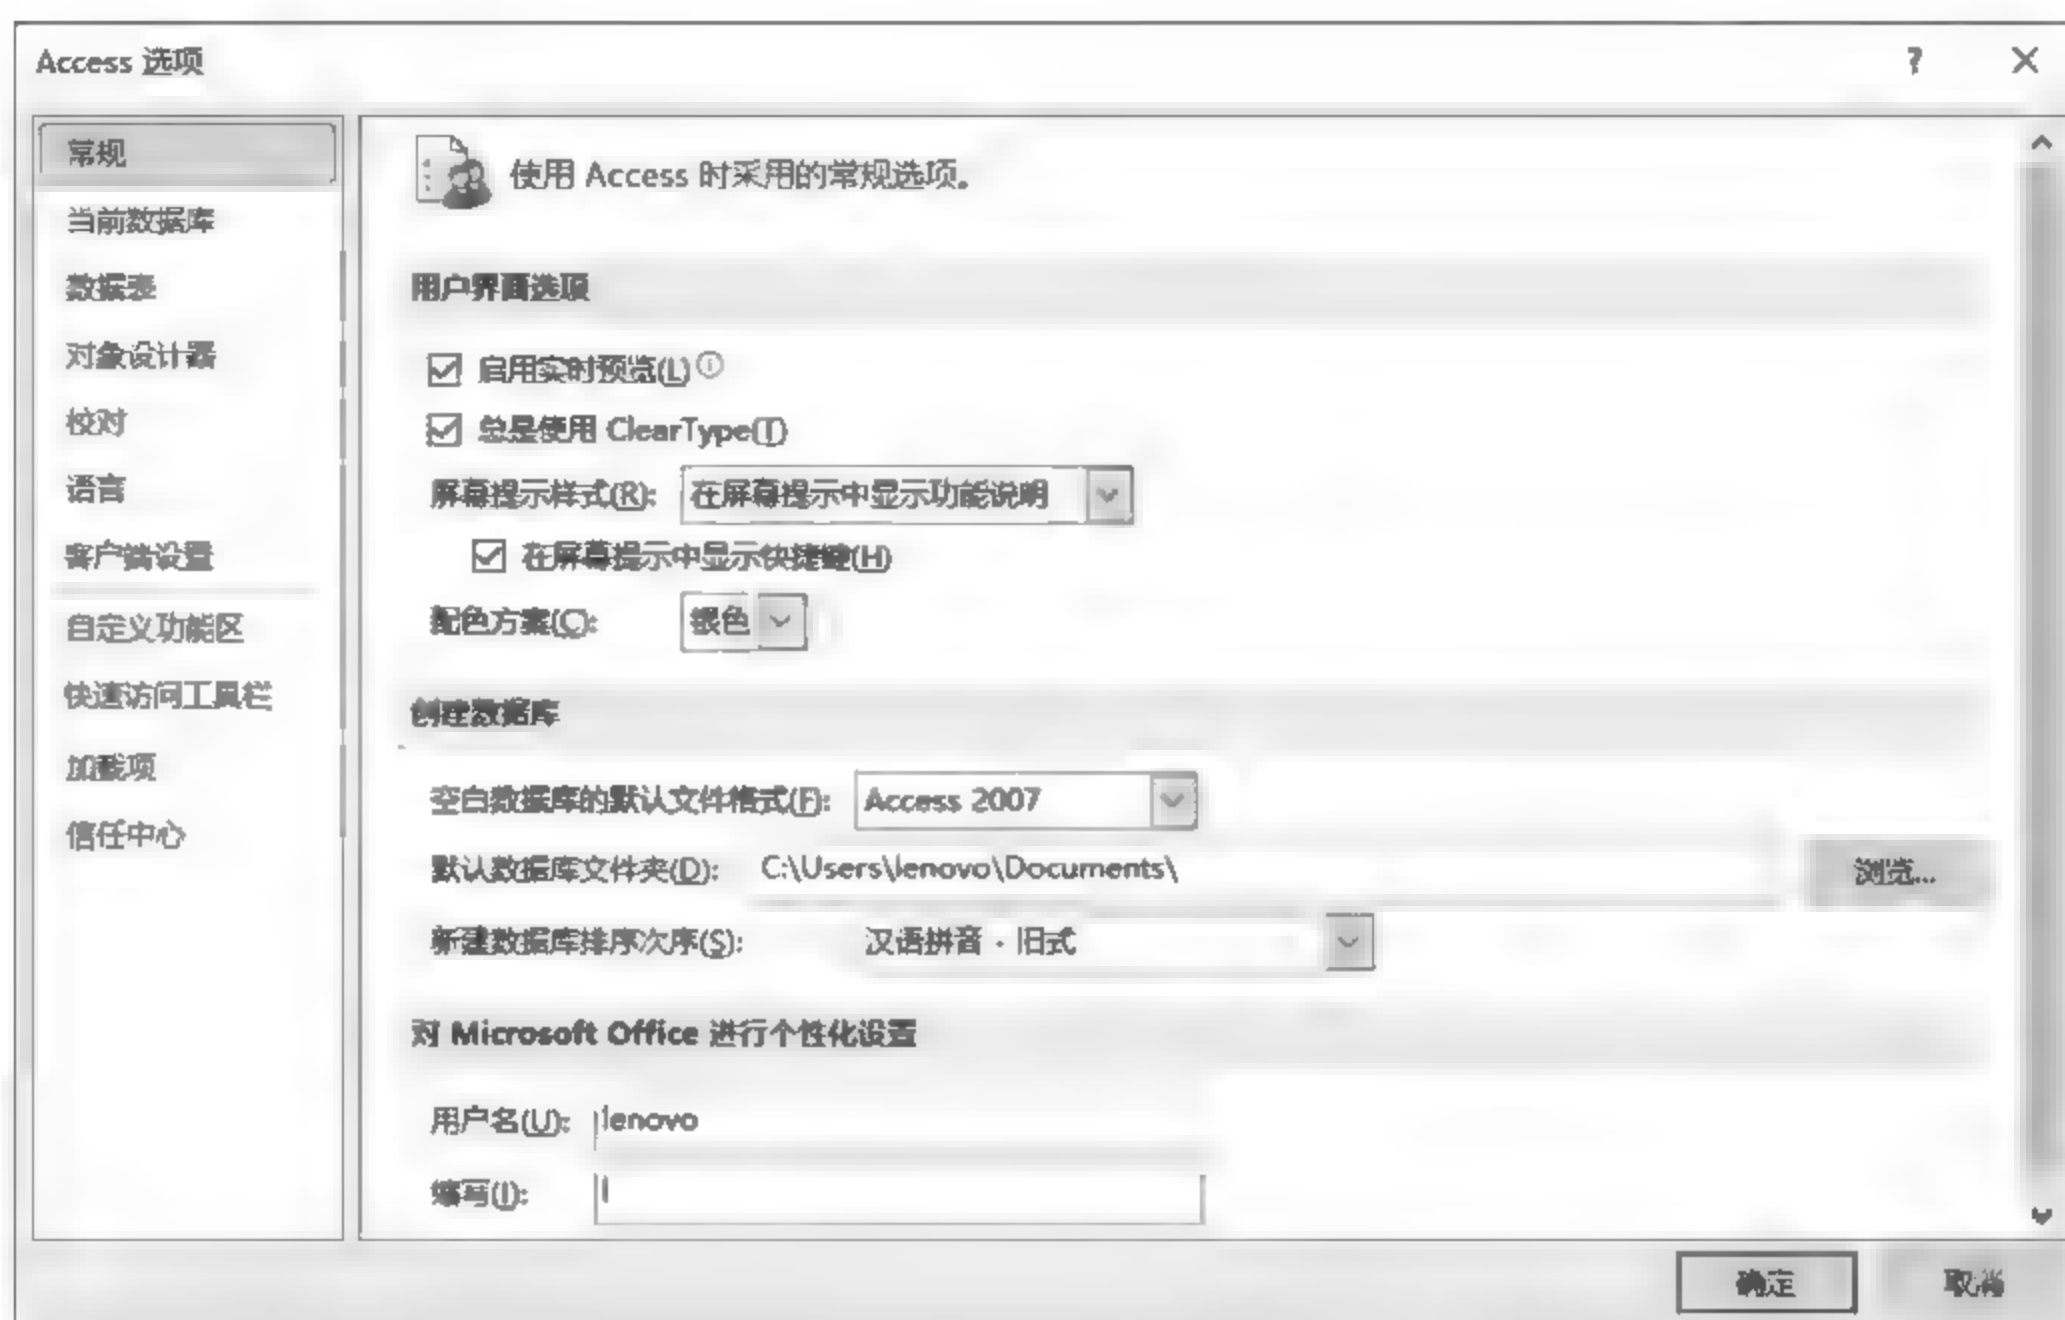 Access 选项
?
常规
当前数据库
数据表
对象设计器
校对
语言
客户端设置
自定义功能区
快速访问工具栏
加载项
信任中心
使用 Access 时采用的常规选项。
用户界面选项
启用实时预览(L)
总是使用 ClearType(T)
屏幕提示样式(R): 在屏幕提示中显示功能说明
在屏幕提示中显示快捷键(H)
配色方案(C): 银色
创建数据库
空白数据库的默认文件格式(F): Access 2007
默认数据库文件夹(D): C:\Users\lenovo\Documents\ 浏览...
新建数据库排序次序(S): 汉语拼音 - 旧式
对 Microsoft Office 进行个性化设置
用户名(U): lenovo
缩写(I): l
确定 取消